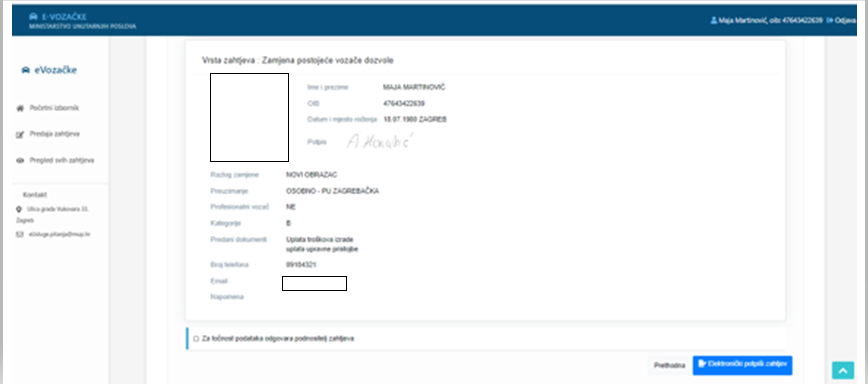 E-VOZAČKE
MINISTARSTVO UNUTARNJIH POSLOVA
Maja Martinović, oib: 47643422639 Odjava
eVozačke
Početni izbornik
Predaja zahtjeva
Pregled svih zahtjeva
Kontakt
Ulica grada Vukovara 33,
Zagreb
eUsluge.pitanja@mup.hr
Vrsta zahtjeva : Zamjena postojeće vozače dozvole
Ime i prezime MAJA MARTINOVIĆ
OIB 47643422639
Datum i mjesto rođenja 18.07.1980 ZAGREB
Potpis
Razlog zamjene NOVI OBRAZAC
Preuzimanje OSOBNO - PU ZAGREBAČKA
Profesionalni vozač NE
Kategorije B
Predani dokumenti Uplata troškova izrade
uplata upravne pristojbe
Broj telefona 89184321
Email
Napomena
Za točnost podataka odgovara podnositelj zahtjeva
Prethodna Elektronički potpiši zahtjev